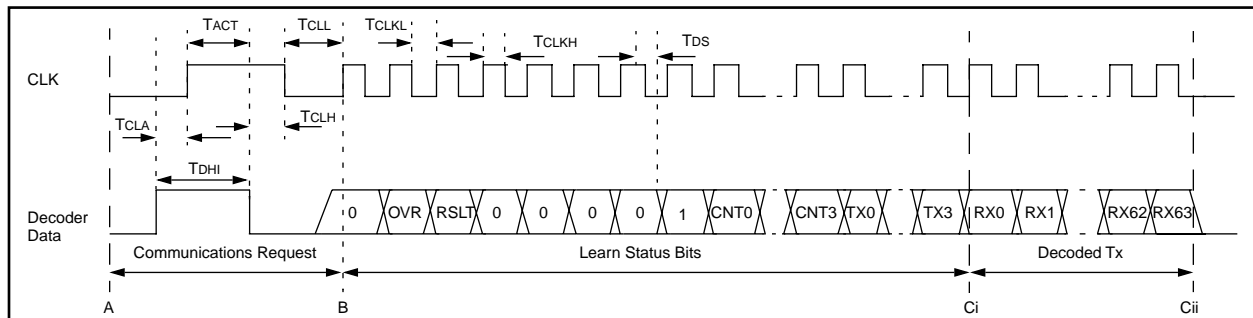 TACT TCLL TCLKL TCLKH TDS
CLK
TCLA TCLH
TDHI
Decoder Data 0 OVR RSLT 0 0 0 0 1 CNT0 CNT3 TX0 TX3 RX0 RX1 RX62 RX63
Communications Request Learn Status Bits Decoded Tx
A B Ci Cii